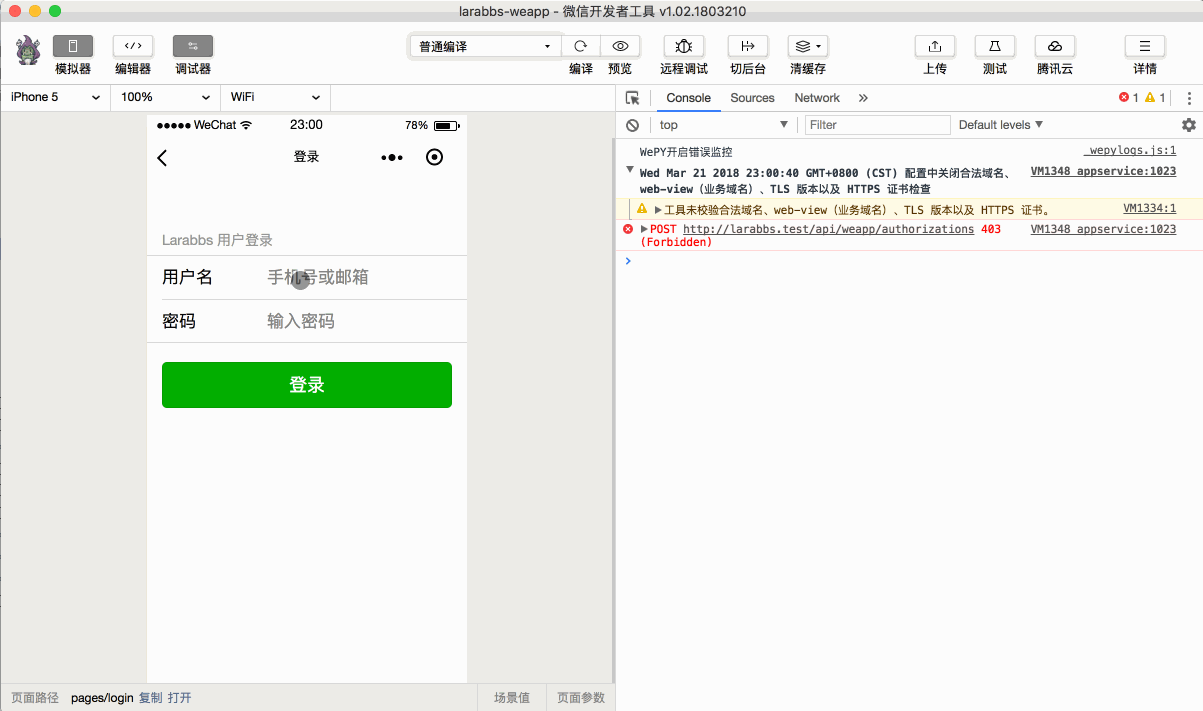 larabbs-weapp - 微信开发者工具 v1.02.1803210
模拟器 编辑器 调试器 普通编译 编译 预览 远程调试 切后台 清缓存 上传 测试 腾讯云 详情
iPhone 5 100% WiFi
Console Sources Network 1 1
top Filter Default levels
WeChat 23:00 78%
登录
Larabbs 用户登录
用户名 手机号或邮箱
密码 输入密码
登录
WePY开启错误监控 _wepylogs.js:1
Wed Mar 21 2018 23:00:40 GMT+0800 (CST) 配置中关闭合法域名、 VM1348 appservice:1023
web-view（业务域名）、TLS 版本以及 HTTPS 证书检查
工具未校验合法域名、web-view（业务域名）、TLS 版本以及 HTTPS 证书。 VM1334:1
POST http://larabbs.test/api/weapp/authorizations 403 VM1348 appservice:1023
(Forbidden)
页面路径 pages/login 复制 打开 场景值 页面参数